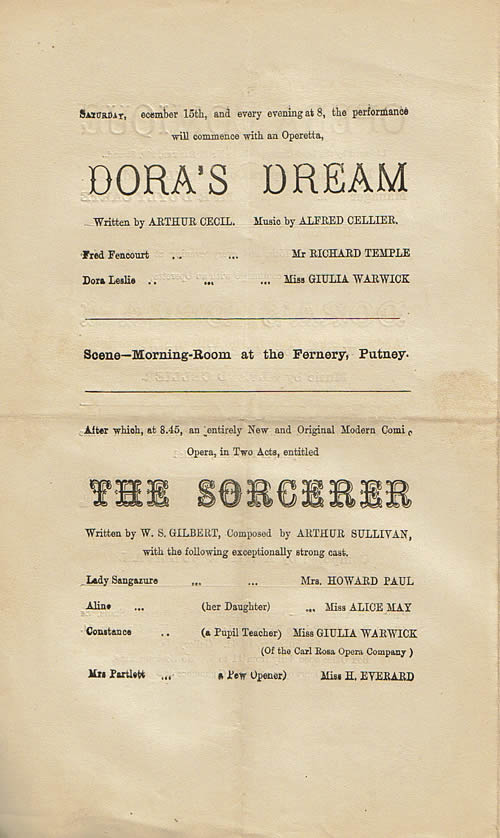 SATURDAY, ecember 15th, and every evening at 8, the performance
will commence with an Operetta,
DORA'S DREAM
Written by ARTHUR CECIL. Music by ALFRED CELLIER.
Fred Fencourt .. ... Mr RICHARD TEMPLE
Dora Leslie .. ... ... Miss GIULIA WARWICK
Scene—Morning-Room at the Fernery, Putney.
After which, at 8.45, an entirely New and Original Modern Comic
Opera, in Two Acts, entitled
THE SORCERER
Written by W. S. GILBERT, Composed by ARTHUR SULLIVAN,
with the following exceptionally strong cast.
Lady Sangazure ... ... Mrs. HOWARD PAUL
Aline ... (her Daughter) ... Miss ALICE MAY
Constance .. (a Pupil Teacher) Miss GIULIA WARWICK
(Of the Carl Rosa Opera Company )
Mrs Partlett ... a Pew Opener) Miss H. EVERARD